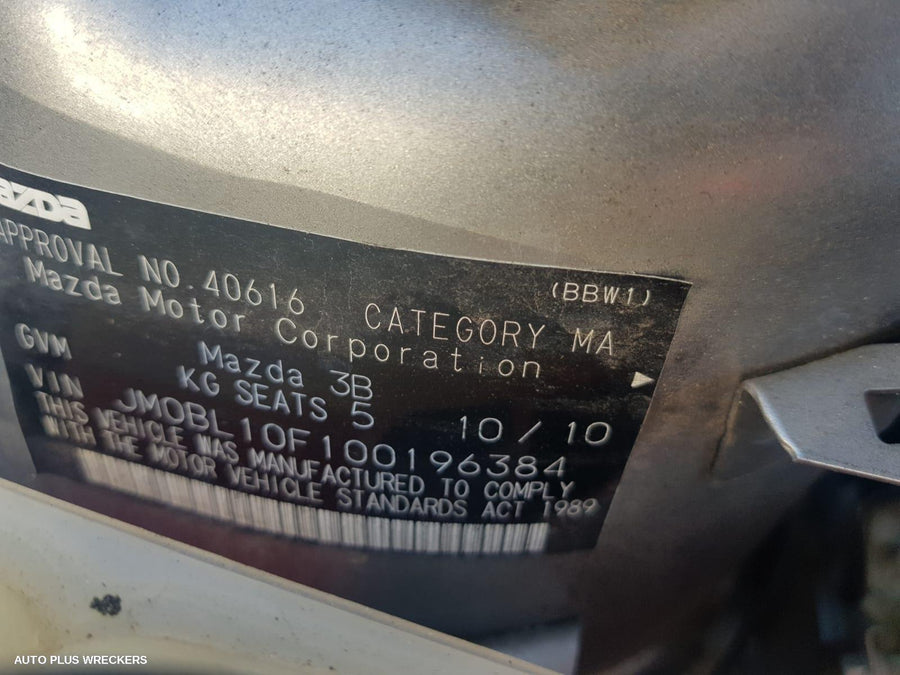 mazda
APPROVAL NO.40616 CATEGORY MA
(BBW1)
Mazda Motor Corporation
Mazda 3B
GVM KG SEATS 5 10/10
VIN JM0BL10F100196384
THIS VEHICLE WAS MANUFACTURED TO COMPLY
WITH THE MOTOR VEHICLE STANDARDS ACT 1989
AUTO PLUS WRECKERS